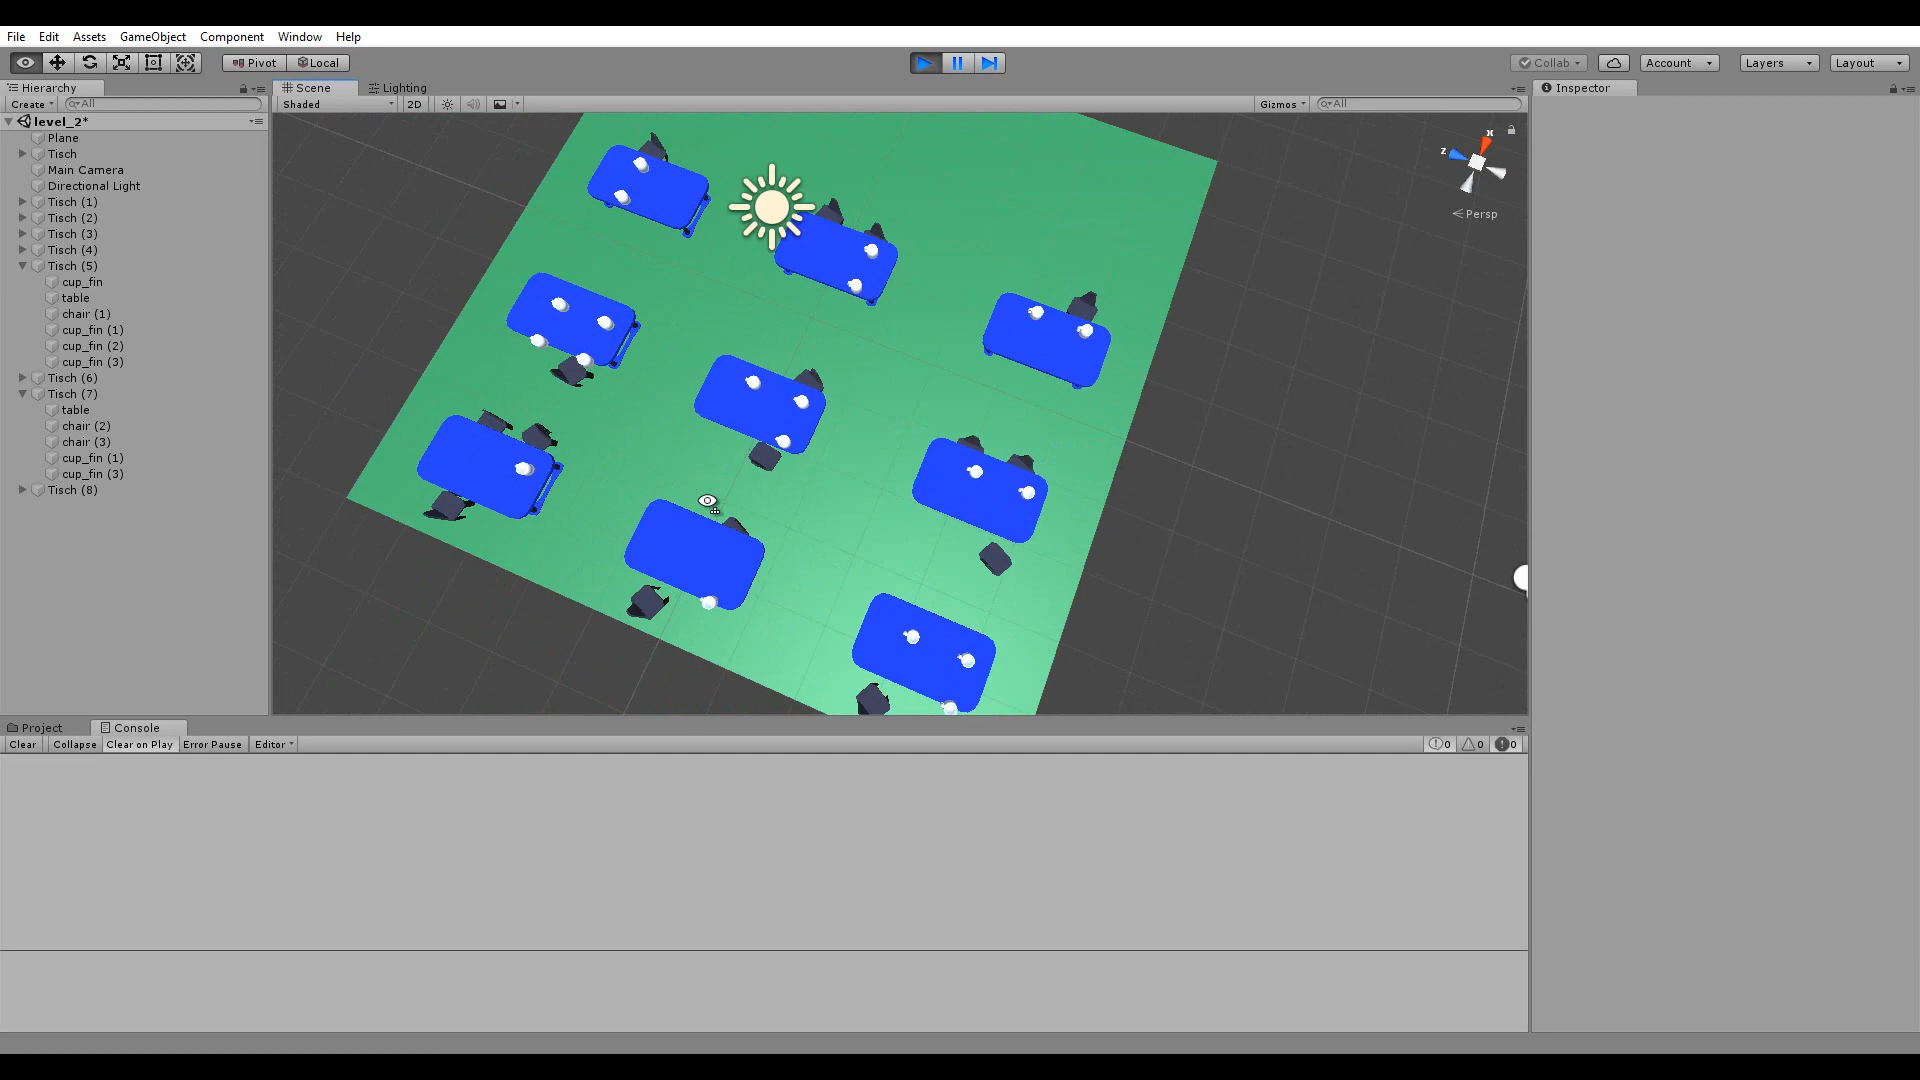 File Edit Assets GameObject Component Window Help
Pivot Local Collab Account Layers Layout
Hierarchy
Create All
level_2*
Plane
Tisch
Main Camera
Directional Light
Tisch (1)
Tisch (2)
Tisch (3)
Tisch (4)
Tisch (5)
cup_fin
table
chair (1)
cup_fin (1)
cup_fin (2)
cup_fin (3)
Tisch (6)
Tisch (7)
table
chair (2)
chair (3)
cup_fin (1)
cup_fin (3)
Tisch (8)
Scene Lighting
Shaded 2D Gizmos All
x
z
Persp
Inspector
Project Console
Clear Collapse Clear on Play Error Pause Editor 0 0 0